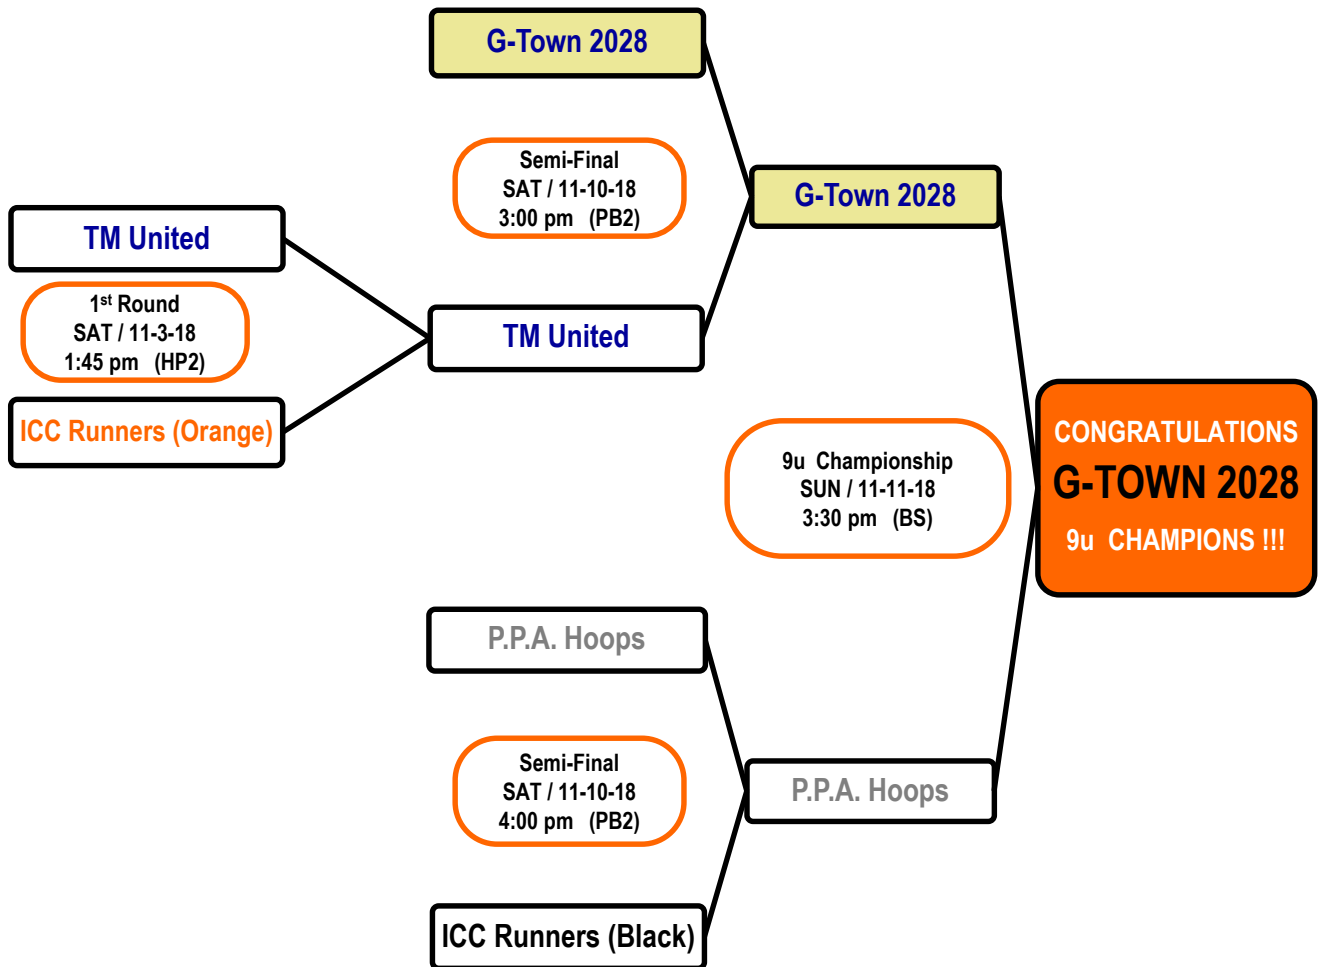 G-Town 2028
Semi-Final
SAT / 11-10-18
3:00 pm (PB2)
G-Town 2028
TM United
1st Round
SAT / 11-3-18
1:45 pm (HP2)
TM United
ICC Runners (Orange)
9u Championship
SUN / 11-11-18
3:30 pm (BS)
CONGRATULATIONS
G-TOWN 2028
9u CHAMPIONS !!!
P.P.A. Hoops
Semi-Final
SAT / 11-10-18
4:00 pm (PB2)
P.P.A. Hoops
ICC Runners (Black)